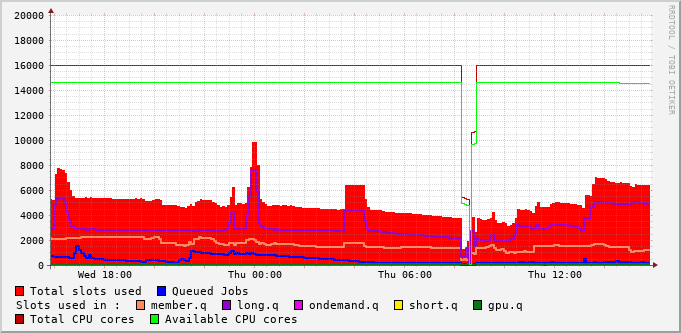 RRDTOOL / TOBI OETIKER
20000
18000
16000
14000
12000
10000
8000
6000
4000
2000
0
Wed 18:00 Thu 00:00 Thu 06:00 Thu 12:00
Total slots used Queued Jobs
Slots used in : member.q long.q ondemand.q short.q gpu.q
Total CPU cores Available CPU cores